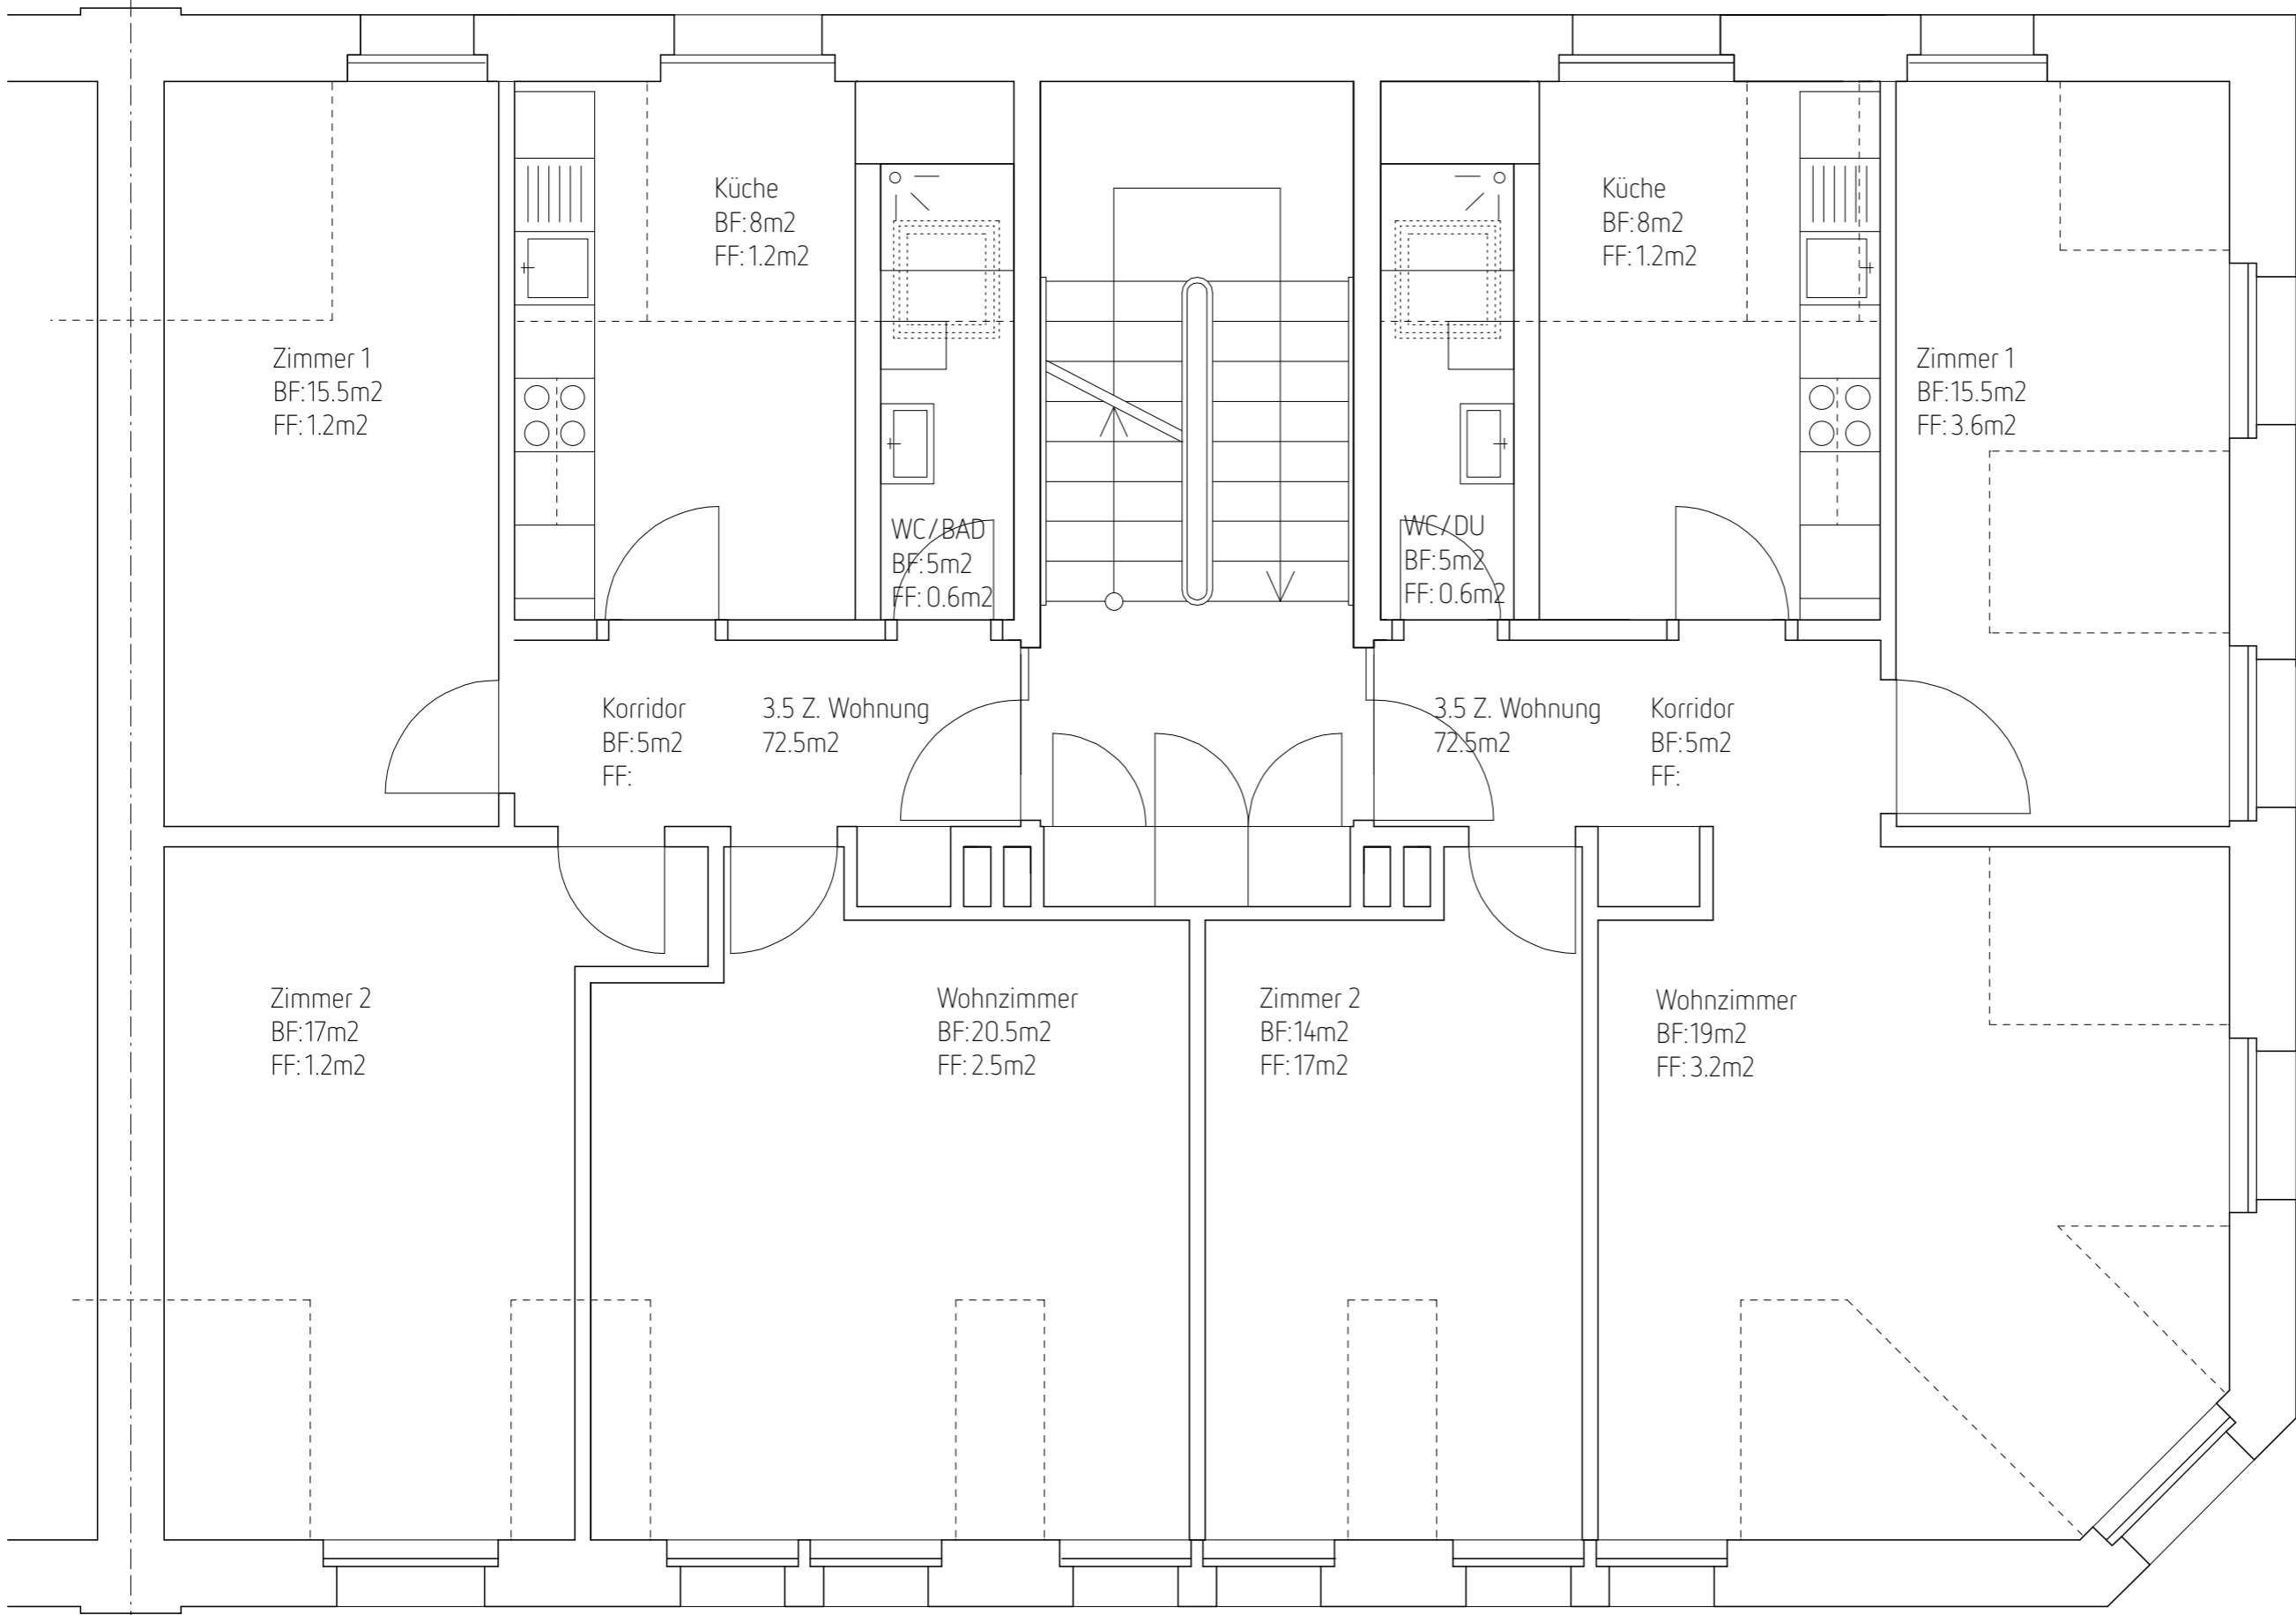 Küche
BF:8m2
FF:1.2m2
Küche
BF:8m2
FF:1.2m2
Zimmer 1
BF:15.5m2
FF:1.2m2
Zimmer 1
BF:15.5m2
FF:3.6m2
WC/BAD
BF:5m2
FF:0.6m2
WC/DU
BF:5m2
FF:0.6m2
Korridor
BF:5m2
FF:
3.5 Z. Wohnung
72.5m2
3.5 Z. Wohnung
72.5m2
Korridor
BF:5m2
FF:
Zimmer 2
BF:17m2
FF:1.2m2
Wohnzimmer
BF:20.5m2
FF:2.5m2
Zimmer 2
BF:14m2
FF:17m2
Wohnzimmer
BF:19m2
FF:3.2m2